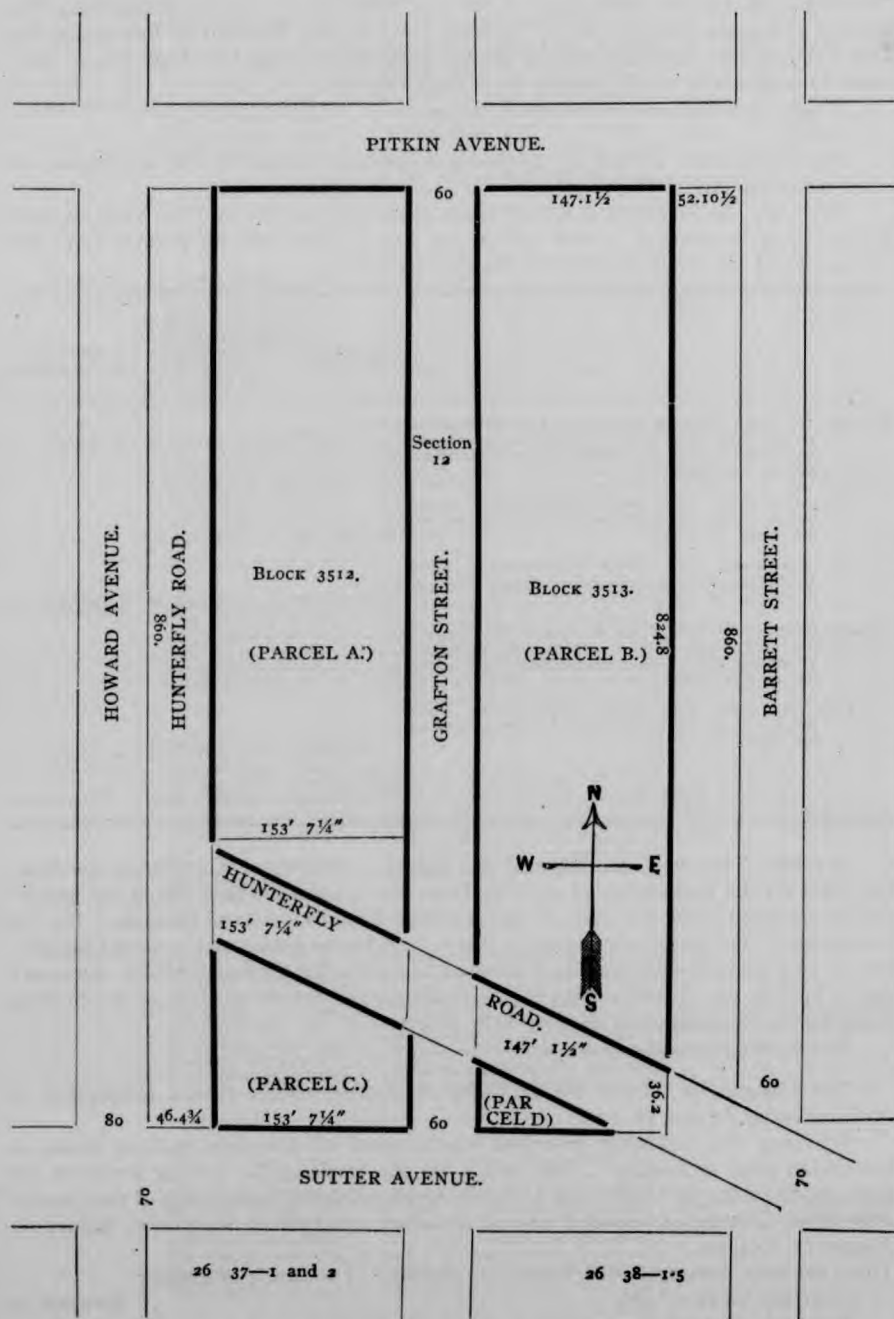 PITKIN AVENUE.
60
147.1½
52.10½
Section
12
HOWARD AVENUE.
860.
HUNTERFLY ROAD.
BLOCK 3512.
(PARCEL A.)
GRAFTON STREET.
BLOCK 3513.
(PARCEL B.)
824.8
860.
BARRETT STREET.
N
W E
S
153' 7¼"
HUNTERFLY
153' 7¼"
ROAD.
147' 1½"
(PARCEL C.)
(PAR
CEL D)
36.2
60
80
46.4¾
153' 7¼"
60
SUTTER AVENUE.
70
70
26 37—1 and 2
26 38—1·5